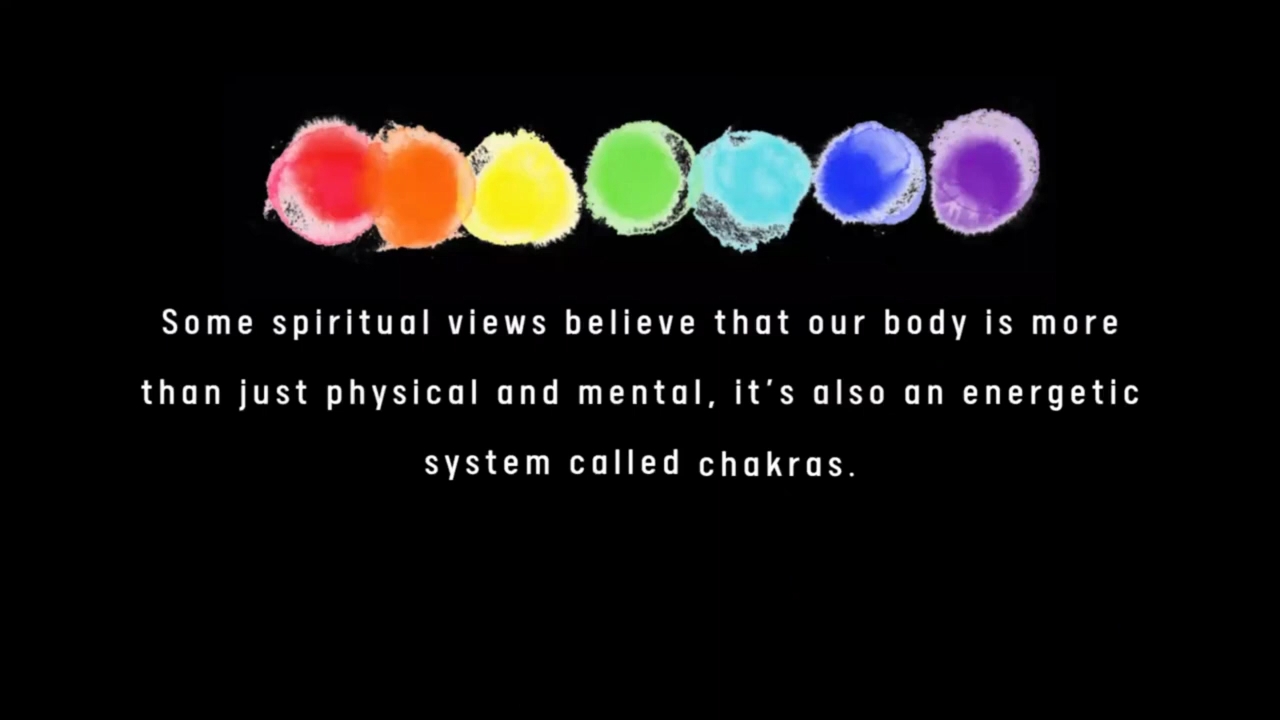 Some spiritual views believe that our body is more
than just physical and mental, it's also an energetic
system called chakras.